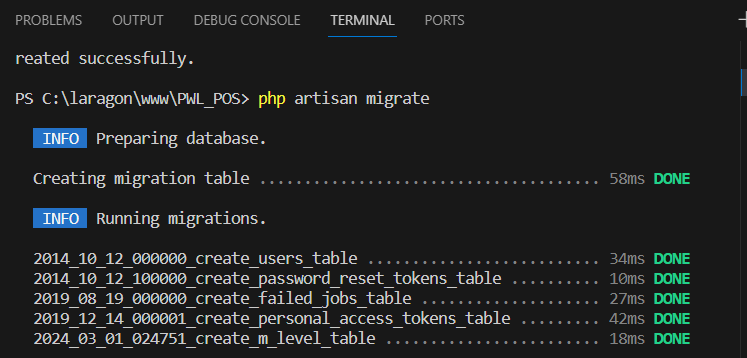 PROBLEMS OUTPUT DEBUG CONSOLE TERMINAL PORTS
reated successfully.
PS C:\laragon\www\PWL_POS> php artisan migrate
INFO Preparing database.
Creating migration table ...................................... 58ms DONE
INFO Running migrations.
2014_10_12_000000_create_users_table .......................... 34ms DONE
2014_10_12_100000_create_password_reset_tokens_table .......... 10ms DONE
2019_08_19_000000_create_failed_jobs_table .................... 27ms DONE
2019_12_14_000001_create_personal_access_tokens_table ......... 42ms DONE
2024_03_01_024751_create_m_level_table ........................ 18ms DONE